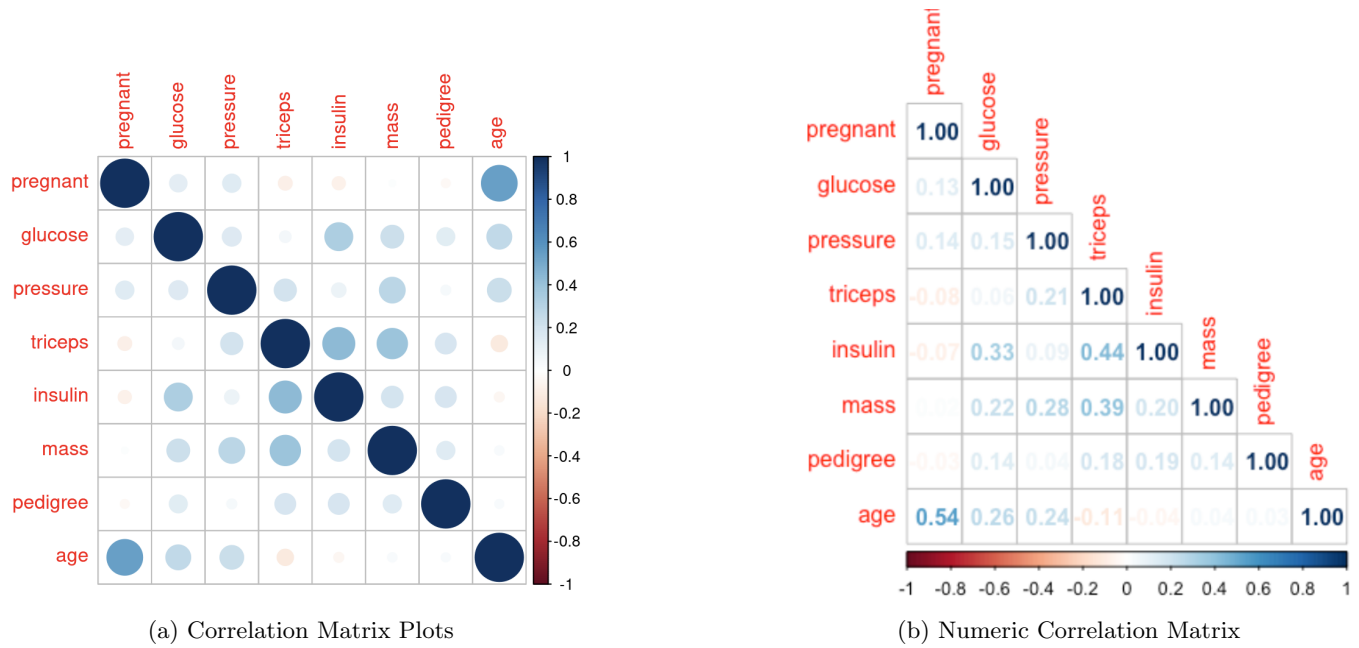 pregnant glucose pressure triceps insulin mass pedigree age
pregnant
glucose
pressure
triceps
insulin
mass
pedigree
age
1
0.8
0.6
0.4
0.2
0
-0.2
-0.4
-0.6
-0.8
-1
(a) Correlation Matrix Plots
pregnant
glucose
pressure
triceps
insulin
mass
pedigree
age
pregnant 1.00
glucose 0.13 1.00
pressure 0.14 0.15 1.00
triceps -0.08 0.06 0.21 1.00
insulin -0.07 0.33 0.09 0.44 1.00
mass 0.22 0.28 0.39 0.20 1.00
pedigree -0.03 0.14 0.04 0.18 0.19 0.14 1.00
age 0.54 0.26 0.24 -0.11 -0.04 0.04 0.03 1.00
-1 -0.8 -0.6 -0.4 -0.2 0 0.2 0.4 0.6 0.8 1
(b) Numeric Correlation Matrix